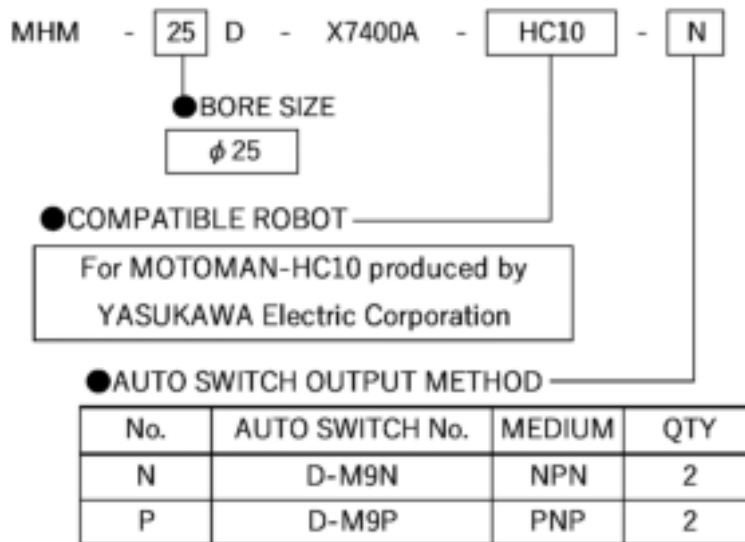 MHM - 25 D - X7400A - HC10 - N
●BORE SIZE
ϕ25
●COMPATIBLE ROBOT
For MOTOMAN-HC10 produced by
YASUKAWA Electric Corporation
●AUTO SWITCH OUTPUT METHOD
No. AUTO SWITCH No. MEDIUM QTY
N D-M9N NPN 2
P D-M9P PNP 2